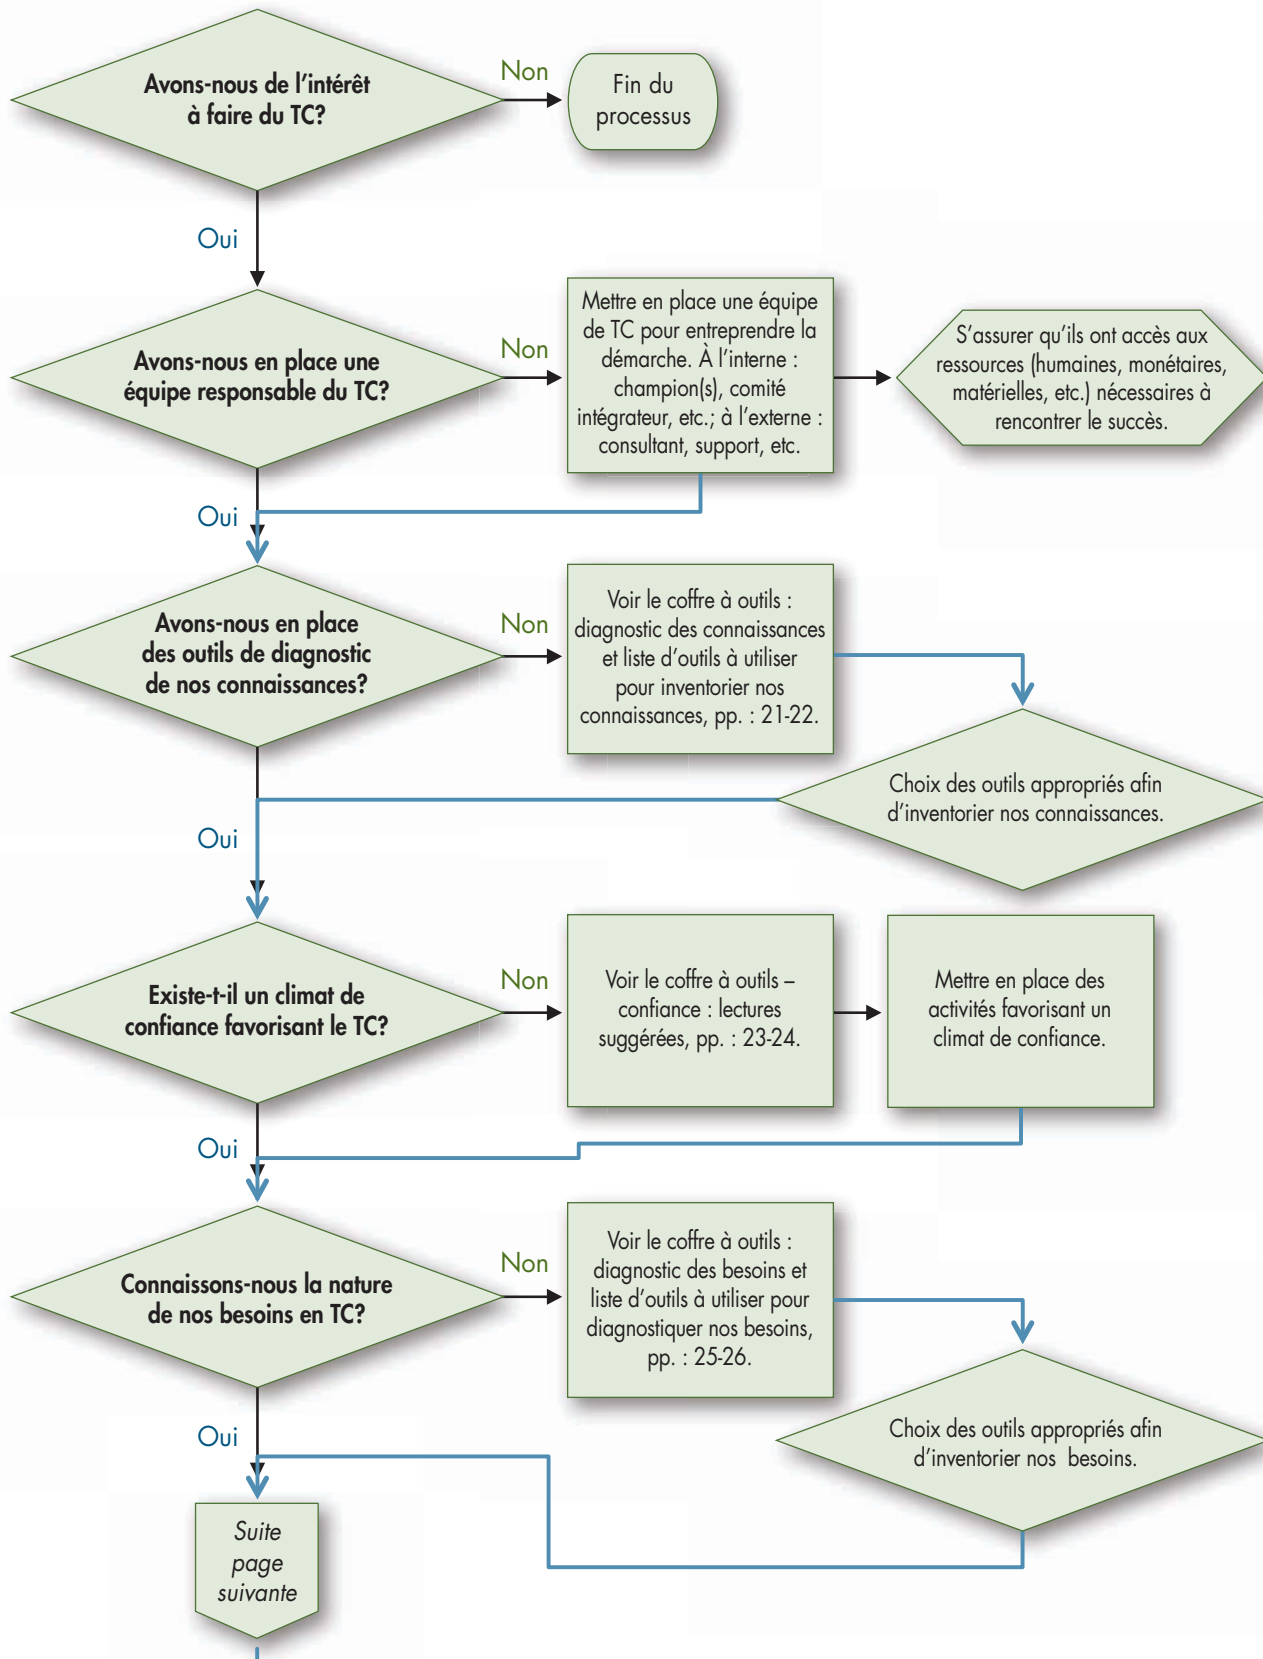 Avons-nous de l'intérêt
à faire du TC?
Non
Fin du
processus
Oui
Avons-nous en place une
équipe responsable du TC?
Non
Mettre en place une équipe
de TC pour entreprendre la
démarche. À l'interne :
champion(s), comité
intégrateur, etc.; à l'externe :
consultant, support, etc.
S'assurer qu'ils ont accès aux
ressources (humaines, monétaires,
matérielles, etc.) nécessaires à
rencontrer le succès.
Oui
Avons-nous en place
des outils de diagnostic
de nos connaissances?
Non
Voir le coffre à outils :
diagnostic des connaissances
et liste d'outils à utiliser
pour inventorier nos
connaissances, pp. : 21-22.
Choix des outils appropriés afin
d'inventorier nos connaissances.
Oui
Existe-t-il un climat de
confiance favorisant le TC?
Non
Voir le coffre à outils –
confiance : lectures
suggérées, pp. : 23-24.
Mettre en place des
activités favorisant un
climat de confiance.
Oui
Connaissons-nous la nature
de nos besoins en TC?
Non
Voir le coffre à outils :
diagnostic des besoins et
liste d'outils à utiliser pour
diagnostiquer nos besoins,
pp. : 25-26.
Choix des outils appropriés afin
d'inventorier nos  besoins.
Oui
Suite
page
suivante